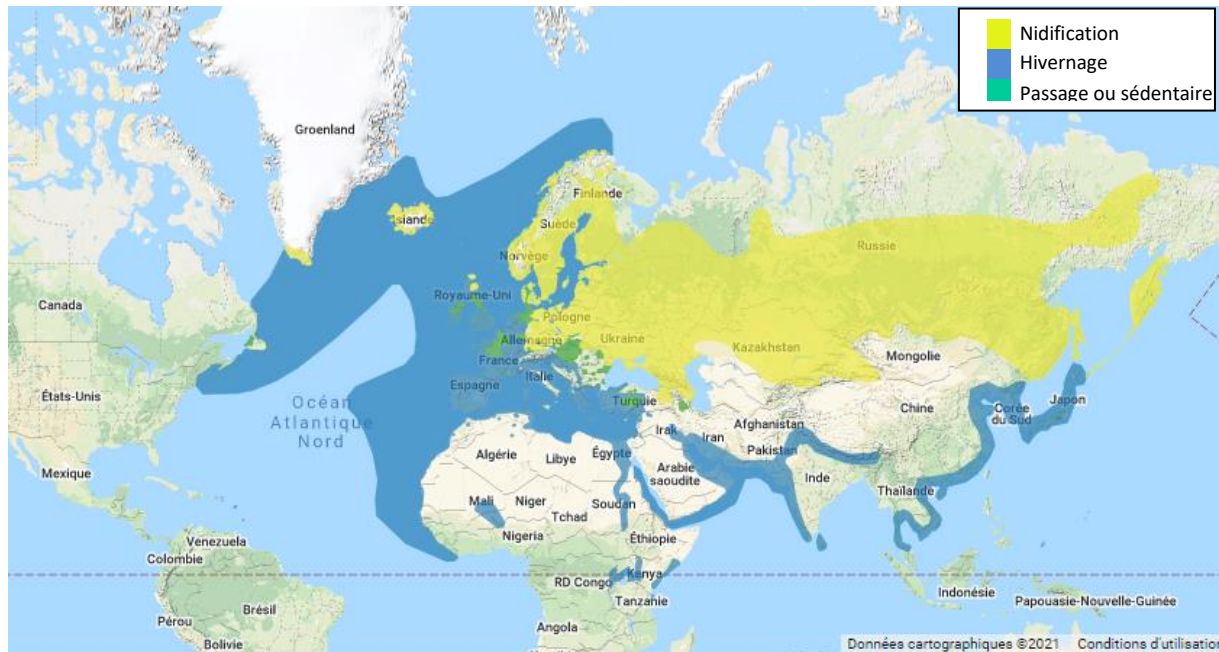 Nidification
Hivernage
Passage ou sédentaire
Groenland
Finlande
Suède
Russie
Norvège
Royaume-Uni
Canada
Pologne
Allemagne
Ukraine
Kazakhstan
Mongolie
France
Italie
Espagne
États-Unis
Océan
Atlantique
Nord
Turquie
Chine
Corée
du Sud
Japon
Irak
Iran
Afghanistan
Pakistan
Algérie
Libye
Égypte
Arabie
saoudite
Inde
Mexique
Mali
Niger
Tchad
Soudan
Thaïlande
Nigeria
Éthiopie
Venezuela
Colombie
RD Congo
Kenya
Tanzanie
Indonésie
Papouasie-Nouvelle-Guinée
Brésil
Pérou
Bolivie
Angola
Données cartographiques ©2021 Conditions d'utilisation